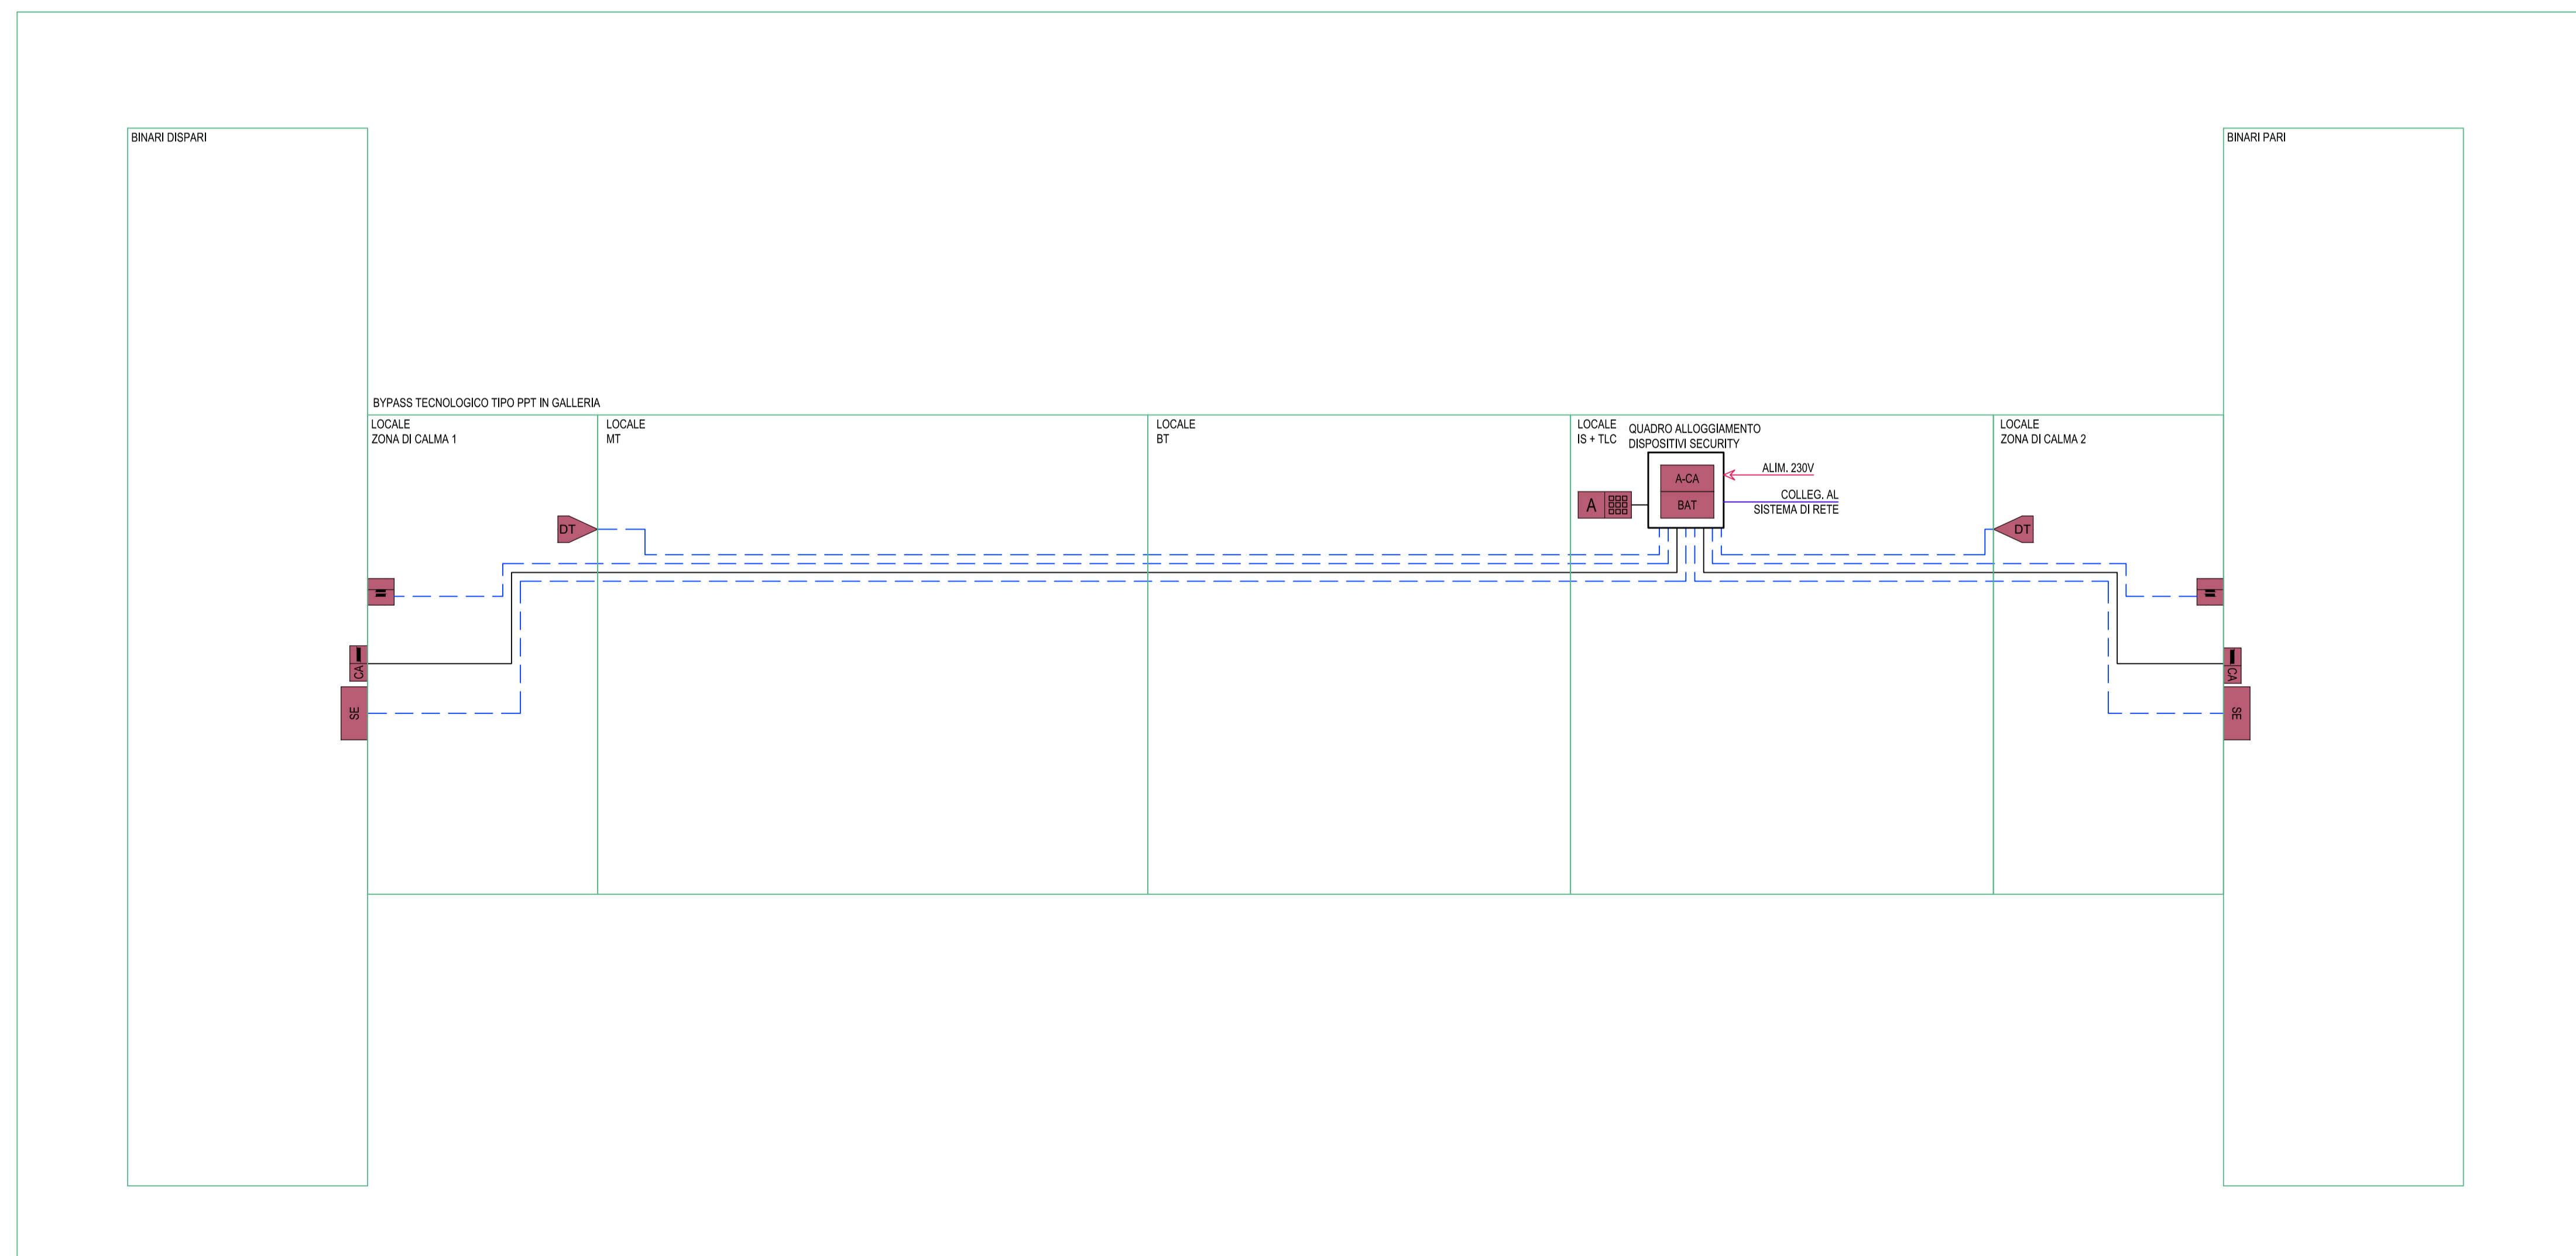 BINARI DISPARI
BINARI PARI
BYPASS TECNOLOGICO TIPO PPT IN GALLERIA
LOCALE
ZONA DI CALMA 1
LOCALE
MT
LOCALE
BT
LOCALE
IS + TLC
QUADRO ALLOGGIAMENTO
DISPOSITIVI SECURITY
LOCALE
ZONA DI CALMA 2
A-CA
BAT
ALIM. 230V
COLLEG. AL
SISTEMA DI RETE
A
DT
DT
CA
SE
CA
SE